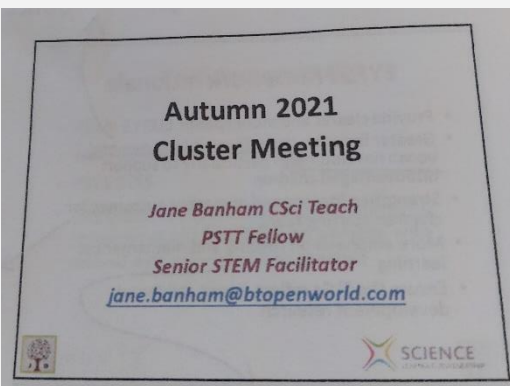 Autumn 2021
Cluster Meeting
Jane Banham CSci Teach
PSTT Fellow
Senior STEM Facilitator
jane.banham@btopenworld.com
SCIENCE